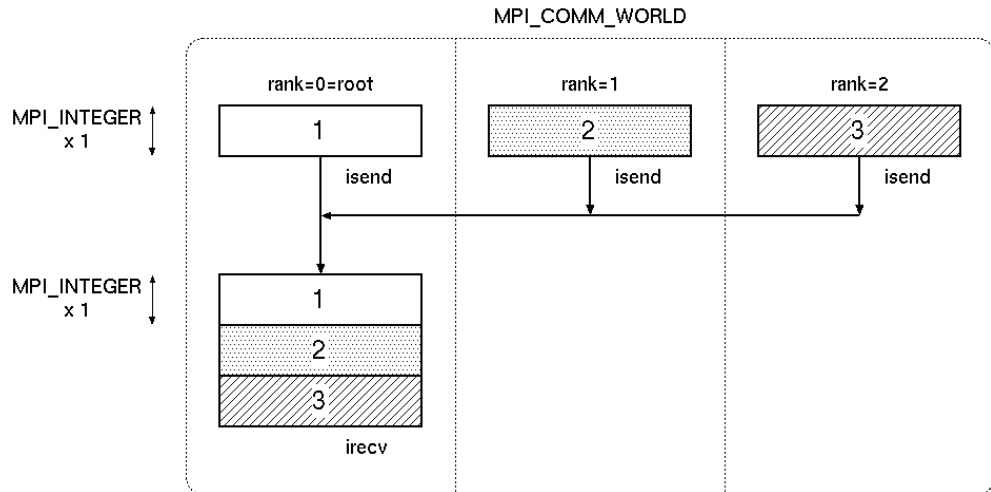 MPI_COMM_WORLD
rank=0=root
rank=1
rank=2
MPI_INTEGER
x 1
1
2
3
isend
isend
isend
MPI_INTEGER
x 1
1
2
3
irecv